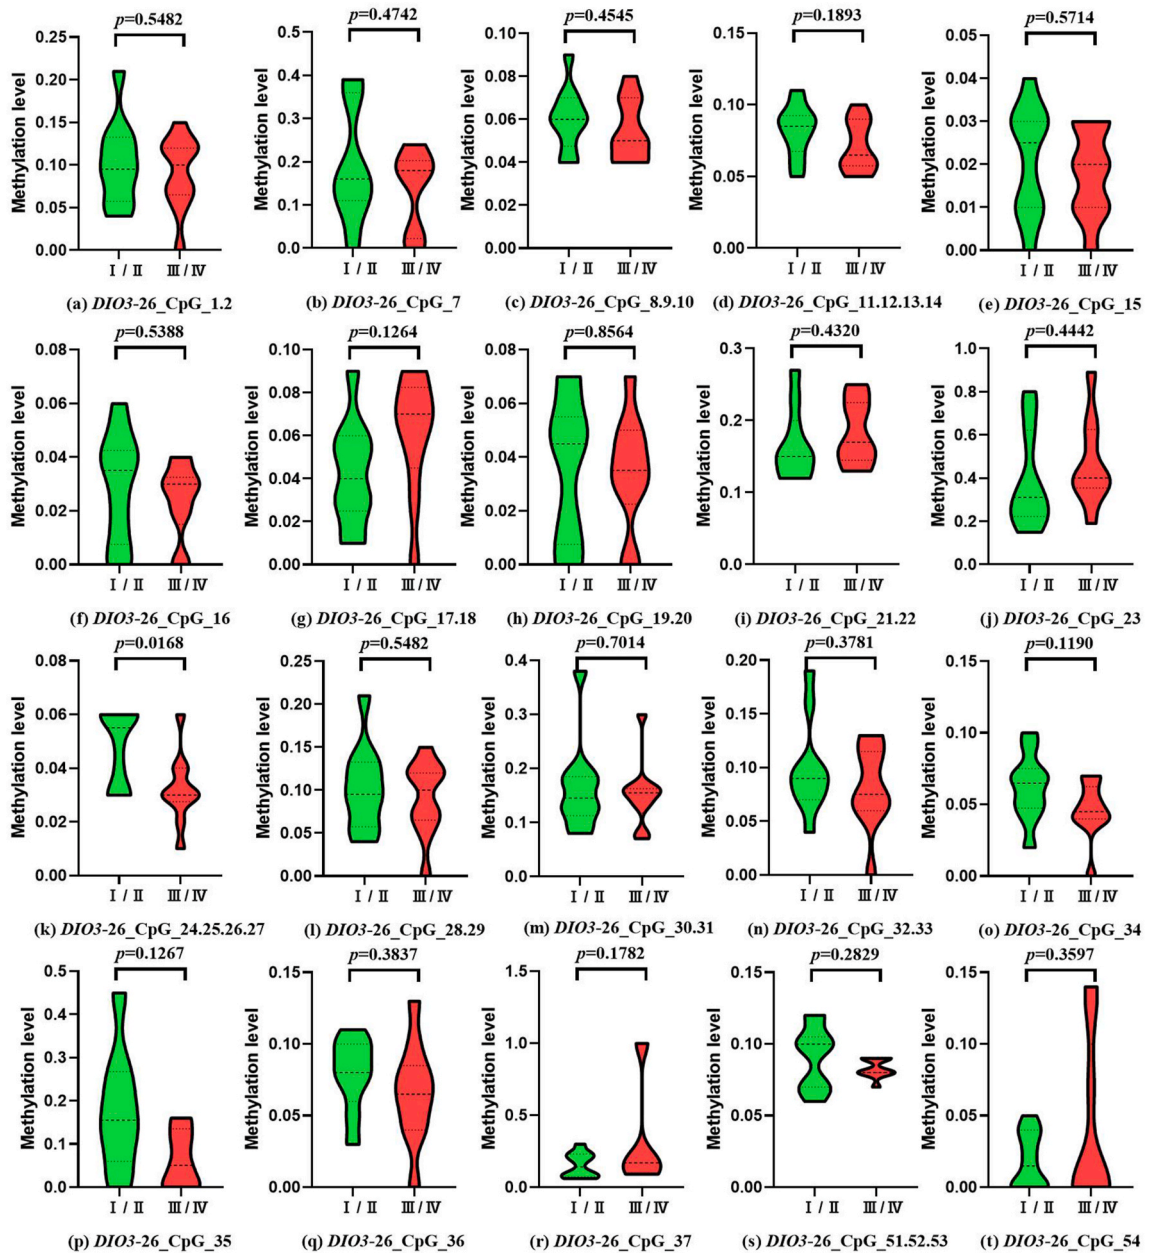 p=0.5482
Methylation level
0.25
0.20
0.15
0.10
0.05
0.00
I / II
III / IV
(a) DIO3-26_CpG_1.2
p=0.4742
Methylation level
0.5
0.4
0.3
0.2
0.1
0.0
I / II
III / IV
(b) DIO3-26_CpG_7
p=0.4545
Methylation level
0.10
0.08
0.06
0.04
0.02
0.00
I / II
III / IV
(c) DIO3-26_CpG_8.9.10
p=0.1893
Methylation level
0.15
0.10
0.05
0.00
I / II
III / IV
(d) DIO3-26_CpG_11.12.13.14
p=0.5714
Methylation level
0.05
0.04
0.03
0.02
0.01
0.00
I / II
III / IV
(e) DIO3-26_CpG_15
p=0.5388
Methylation level
0.08
0.06
0.04
0.02
0.00
I / II
III / IV
(f) DIO3-26_CpG_16
p=0.1264
Methylation level
0.10
0.08
0.06
0.04
0.02
0.00
I / II
III / IV
(g) DIO3-26_CpG_17.18
p=0.8564
Methylation level
0.08
0.06
0.04
0.02
0.00
I / II
III / IV
(h) DIO3-26_CpG_19.20
p=0.4320
Methylation level
0.3
0.2
0.1
0.0
I / II
III / IV
(i) DIO3-26_CpG_21.22
p=0.4442
Methylation level
1.0
0.8
0.6
0.4
0.2
0.0
I / II
III / IV
(j) DIO3-26_CpG_23
p=0.0168
Methylation level
0.08
0.06
0.04
0.02
0.00
I / II
III / IV
(k) DIO3-26_CpG_24.25.26.27
p=0.5482
Methylation level
0.25
0.20
0.15
0.10
0.05
0.00
I / II
III / IV
(l) DIO3-26_CpG_28.29
p=0.7014
Methylation level
0.4
0.3
0.2
0.1
0.0
I / II
III / IV
(m) DIO3-26_CpG_30.31
p=0.3781
Methylation level
0.20
0.15
0.10
0.05
0.00
I / II
III / IV
(n) DIO3-26_CpG_32.33
p=0.1190
Methylation level
0.15
0.10
0.05
0.00
I / II
III / IV
(o) DIO3-26_CpG_34
p=0.1267
Methylation level
0.5
0.4
0.3
0.2
0.1
0.0
I / II
III / IV
(p) DIO3-26_CpG_35
p=0.3837
Methylation level
0.15
0.10
0.05
0.00
I / II
III / IV
(q) DIO3-26_CpG_36
p=0.1782
Methylation level
1.5
1.0
0.5
0.0
I / II
III / IV
(r) DIO3-26_CpG_37
p=0.2829
Methylation level
0.15
0.10
0.05
0.00
I / II
III / IV
(s) DIO3-26_CpG_51.52.53
p=0.3597
Methylation level
0.15
0.10
0.05
0.00
I / II
III / IV
(t) DIO3-26_CpG_54